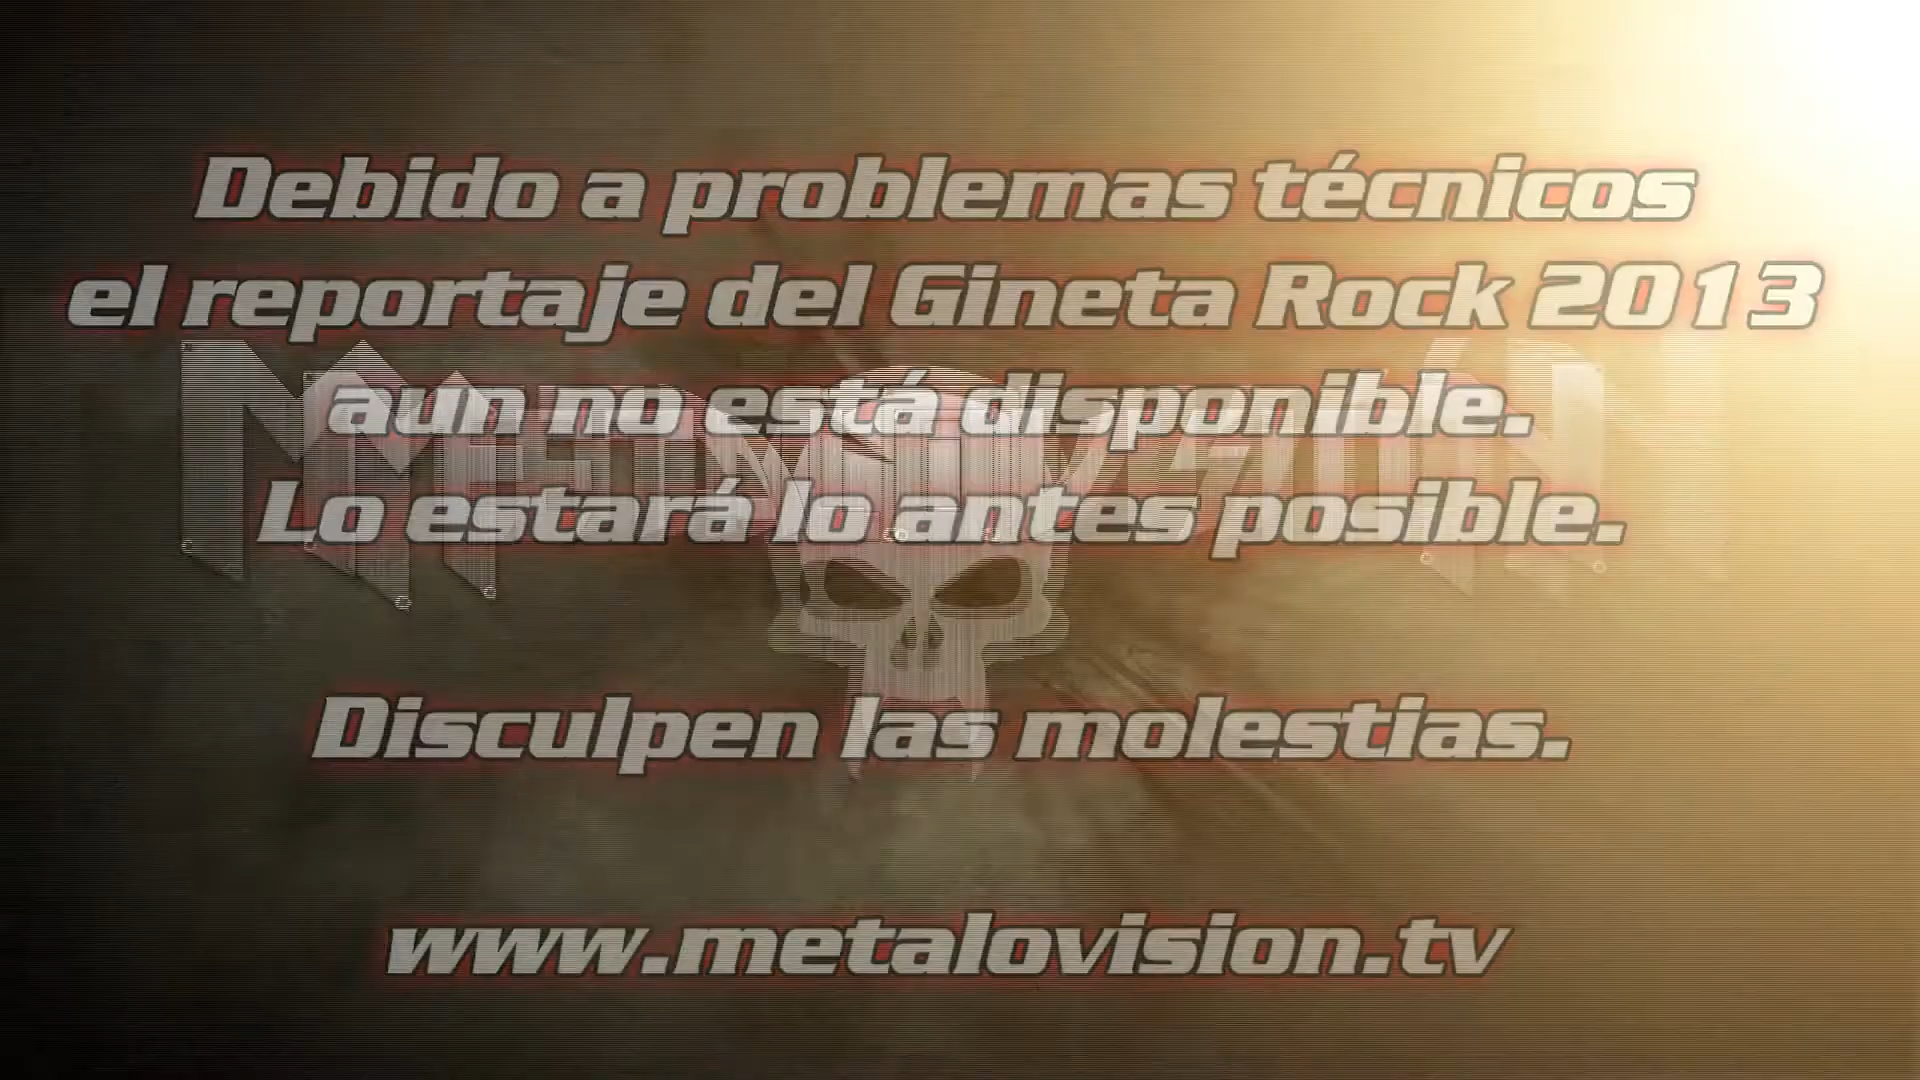 Debido a problemas técnicos
el reportaje del Gineta Rock 2013
aun no está disponible.
Lo estará lo antes posible.
Disculpen las molestias.
www.metalovision.tv
METALOVISION